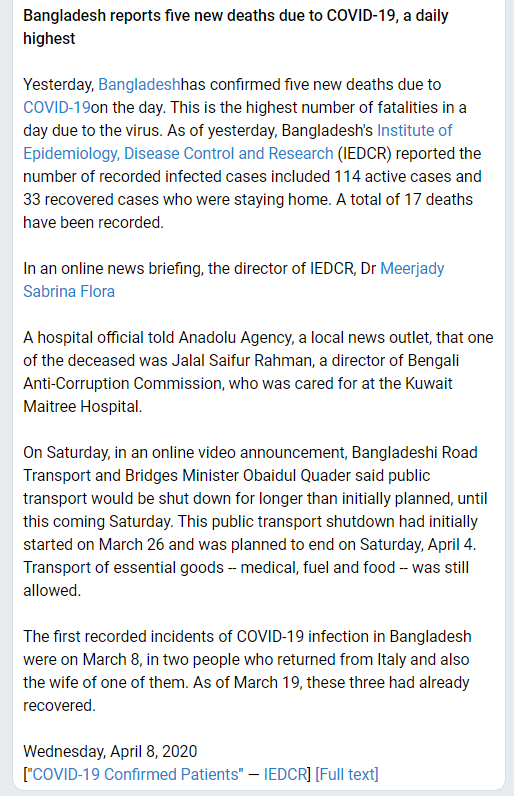 Bangladesh reports five new deaths due to COVID-19, a daily
highest
Yesterday, Bangladeshhas confirmed five new deaths due to
COVID-19on the day. This is the highest number of fatalities in a
day due to the virus. As of yesterday, Bangladesh's Institute of
Epidemiology, Disease Control and Research (IEDCR) reported the
number of recorded infected cases included 114 active cases and
33 recovered cases who were staying home. A total of 17 deaths
have been recorded.
In an online news briefing, the director of IEDCR, Dr Meerjady
Sabrina Flora
A hospital official told Anadolu Agency, a local news outlet, that one
of the deceased was Jalal Saifur Rahman, a director of Bengali
Anti-Corruption Commission, who was cared for at the Kuwait
Maitree Hospital.
On Saturday, in an online video announcement, Bangladeshi Road
Transport and Bridges Minister Obaidul Quader said public
transport would be shut down for longer than initially planned, until
this coming Saturday. This public transport shutdown had initially
started on March 26 and was planned to end on Saturday, April 4.
Transport of essential goods -- medical, fuel and food -- was still
allowed.
The first recorded incidents of COVID-19 infection in Bangladesh
were on March 8, in two people who returned from Italy and also
the wife of one of them. As of March 19, these three had already
recovered.
Wednesday, April 8, 2020
["COVID-19 Confirmed Patients" — IEDCR] [Full text]